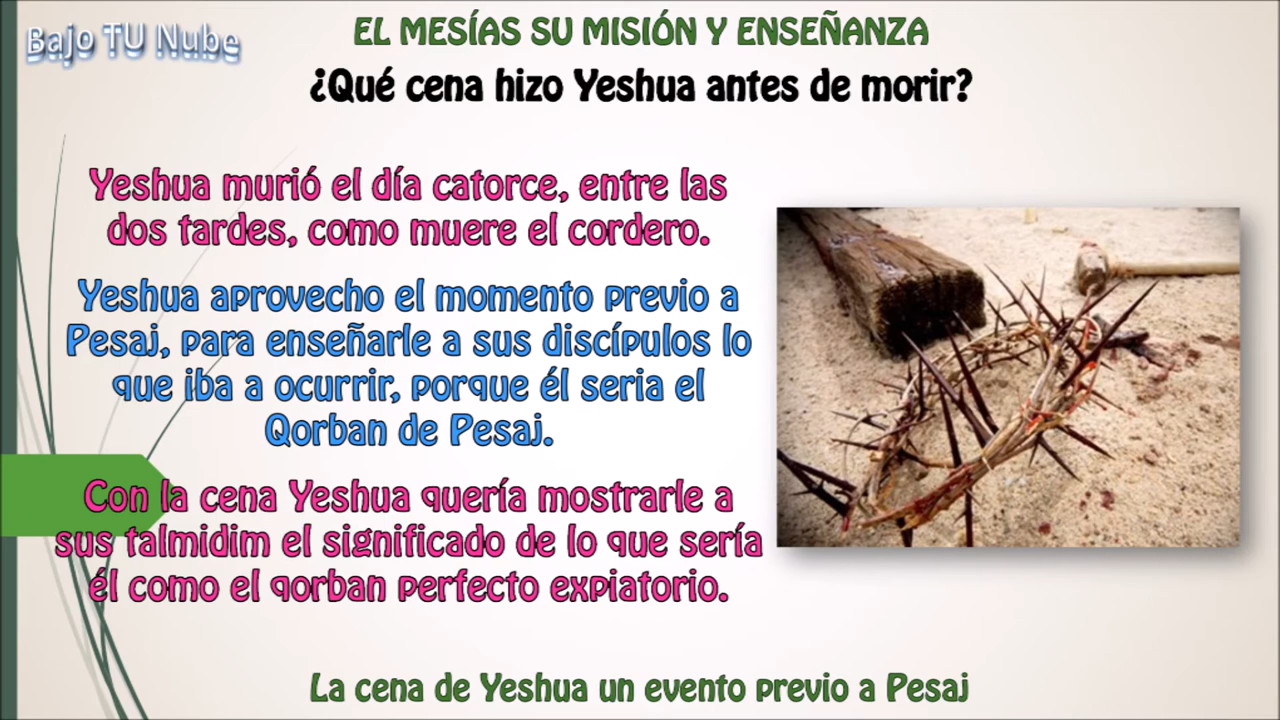 Bajo TU Nube
EL MESÍAS SU MISIÓN Y ENSEÑANZA
¿Qué cena hizo Yeshua antes de morir?
Yeshua murió el día catorce, entre las
dos tardes, como muere el cordero.
Yeshua aprovecho el momento previo a
Pesaj, para enseñarle a sus discípulos lo
que iba a ocurrir, porque él seria el
Qorban de Pesaj.
Con la cena Yeshua quería mostrarle a
sus talmidim el significado de lo que sería
él como el qorban perfecto expiatorio.
La cena de Yeshua un evento previo a Pesaj